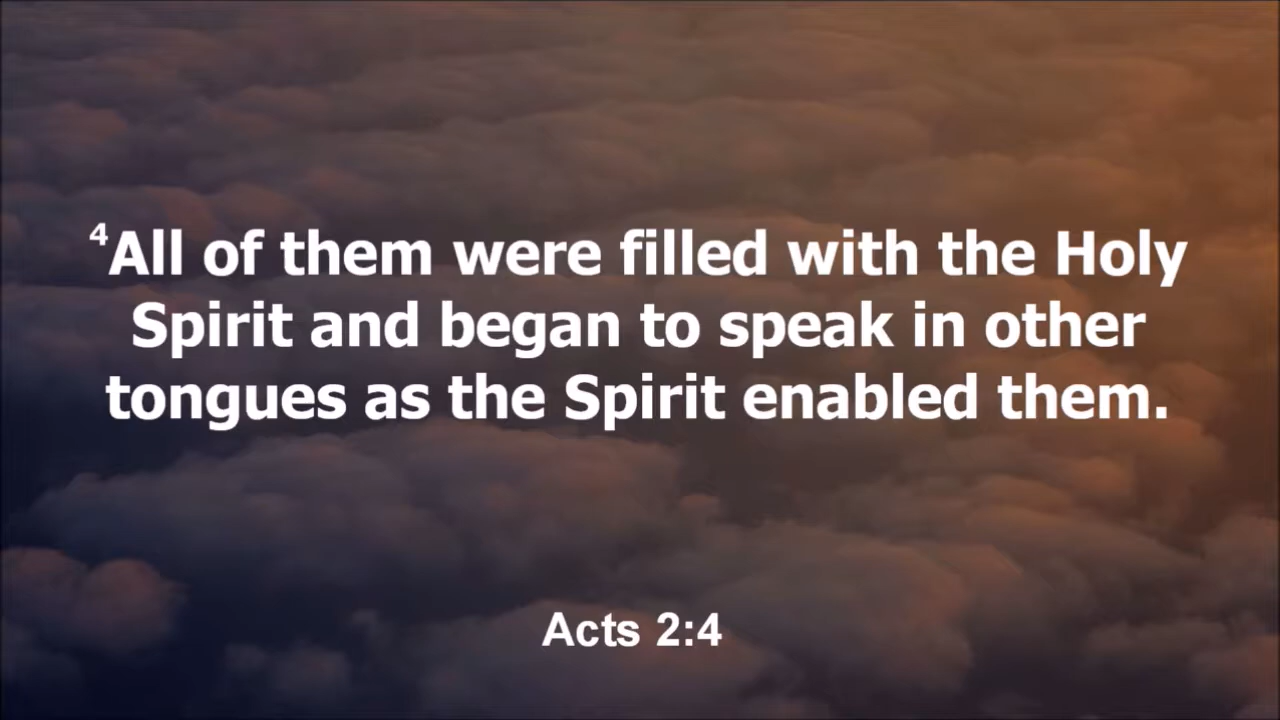 ⁴All of them were filled with the Holy
Spirit and began to speak in other
tongues as the Spirit enabled them.
Acts 2:4